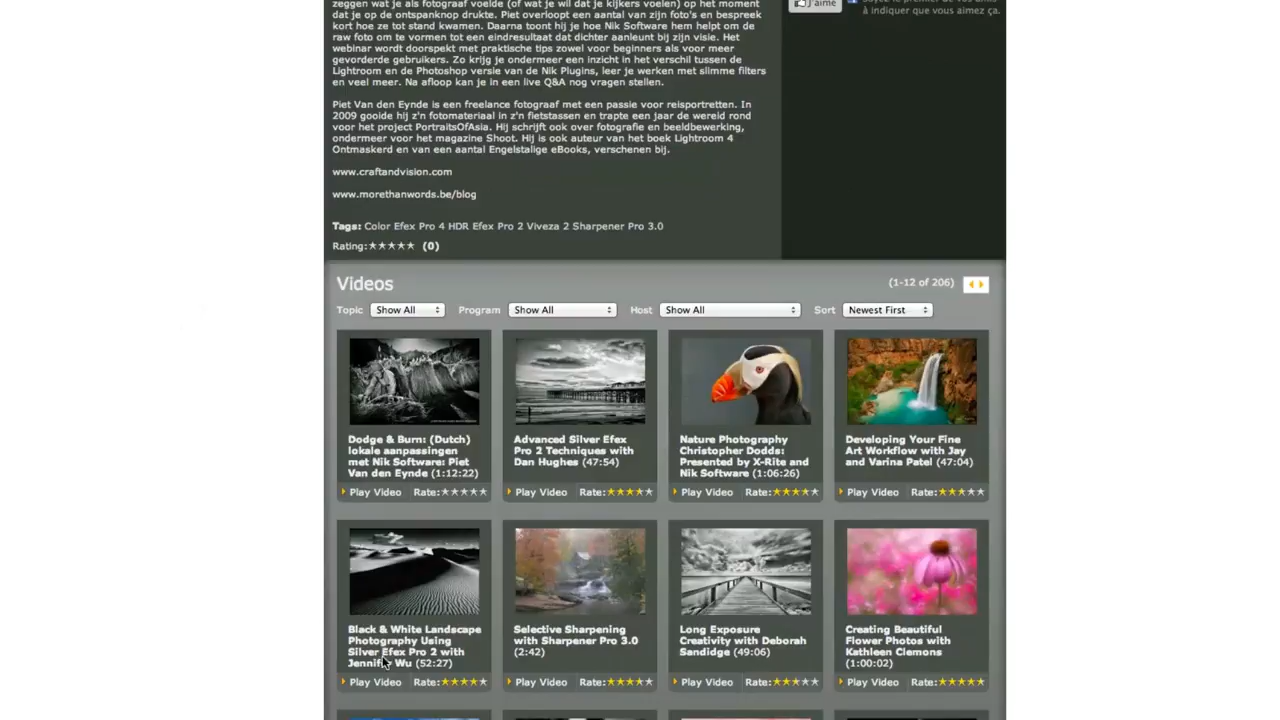 zeggen wat je als fotograaf voelde (of wat je wil dat je kijkers voelen) op het moment
dat je op de ontspanknop drukte. Piet overloopt een aantal van zijn foto's en bespreek
kort hoe ze tot stand kwamen. Daarna toont hij je hoe Nik Software hem helpt om de
raw foto om te vormen tot een eindresultaat dat dichter aanleunt bij zijn visie. Het
webinar wordt doorspekt met praktische tips zowel voor beginners als voor meer
gevorderde gebruikers. Zo krijg je ondermeer een inzicht in het verschil tussen de
Lightroom en de Photoshop versie van de Nik Plugins, leer je werken met slimme filters
en veel meer. Na afloop kan je in een live Q&A nog vragen stellen.
Piet Van den Eynde is een freelance fotograaf met een passie voor reisportretten. In
2009 gooide hij z'n fotomateriaal in z'n fietstassen en trapte een jaar de wereld rond
voor het project PortraitsOfAsia. Hij schrijft ook over fotografie en beeldbewerking,
ondermeer voor het magazine Shoot. Hij is ook auteur van het boek Lightroom 4
Ontmaskerd en van een aantal Engelstalige eBooks, verschenen bij.
www.craftandvision.com
www.morethanwords.be/blog
Tags: Color Efex Pro 4 HDR Efex Pro 2 Viveza 2 Sharpener Pro 3.0
Rating: (0)
J'aime
à indiquer que vous aimez ça.
Videos
(1-12 of 206)
Topic Show All Program Show All Host Show All Sort Newest First
Dodge & Burn: (Dutch)
lokale aanpassingen
met Nik Software: Piet
Van den Eynde (1:12:22)
Play Video Rate:
Advanced Silver Efex
Pro 2 Techniques with
Dan Hughes (47:54)
Play Video Rate:
Nature Photography
Christopher Dodds:
Presented by X-Rite and
Nik Software (1:06:26)
Play Video Rate:
Developing Your Fine
Art Workflow with Jay
and Varina Patel (47:04)
Play Video Rate:
Black & White Landscape
Photography Using
Silver Efex Pro 2 with
Jennifer Wu (52:27)
Play Video Rate:
Selective Sharpening
with Sharpener Pro 3.0
(2:42)
Play Video Rate:
Long Exposure
Creativity with Deborah
Sandidge (49:06)
Play Video Rate:
Creating Beautiful
Flower Photos with
Kathleen Clemons
(1:00:02)
Play Video Rate: